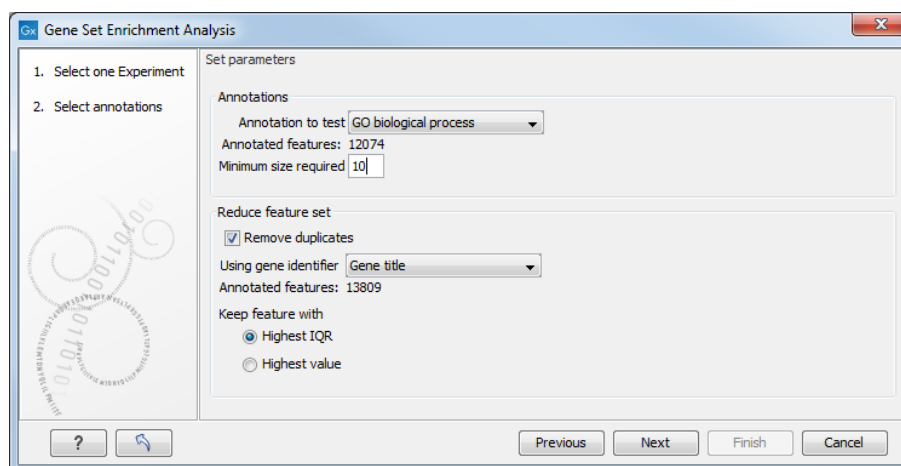 Gx Gene Set Enrichment Analysis
1. Select one Experiment
2. Select annotations
Set parameters
Annotations
Annotation to test GO biological process
Annotated features: 12074
Minimum size required 10
Reduce feature set
Remove duplicates
Using gene identifier Gene title
Annotated features: 13809
Keep feature with
Highest IQR
Highest value
? Previous Next Finish Cancel